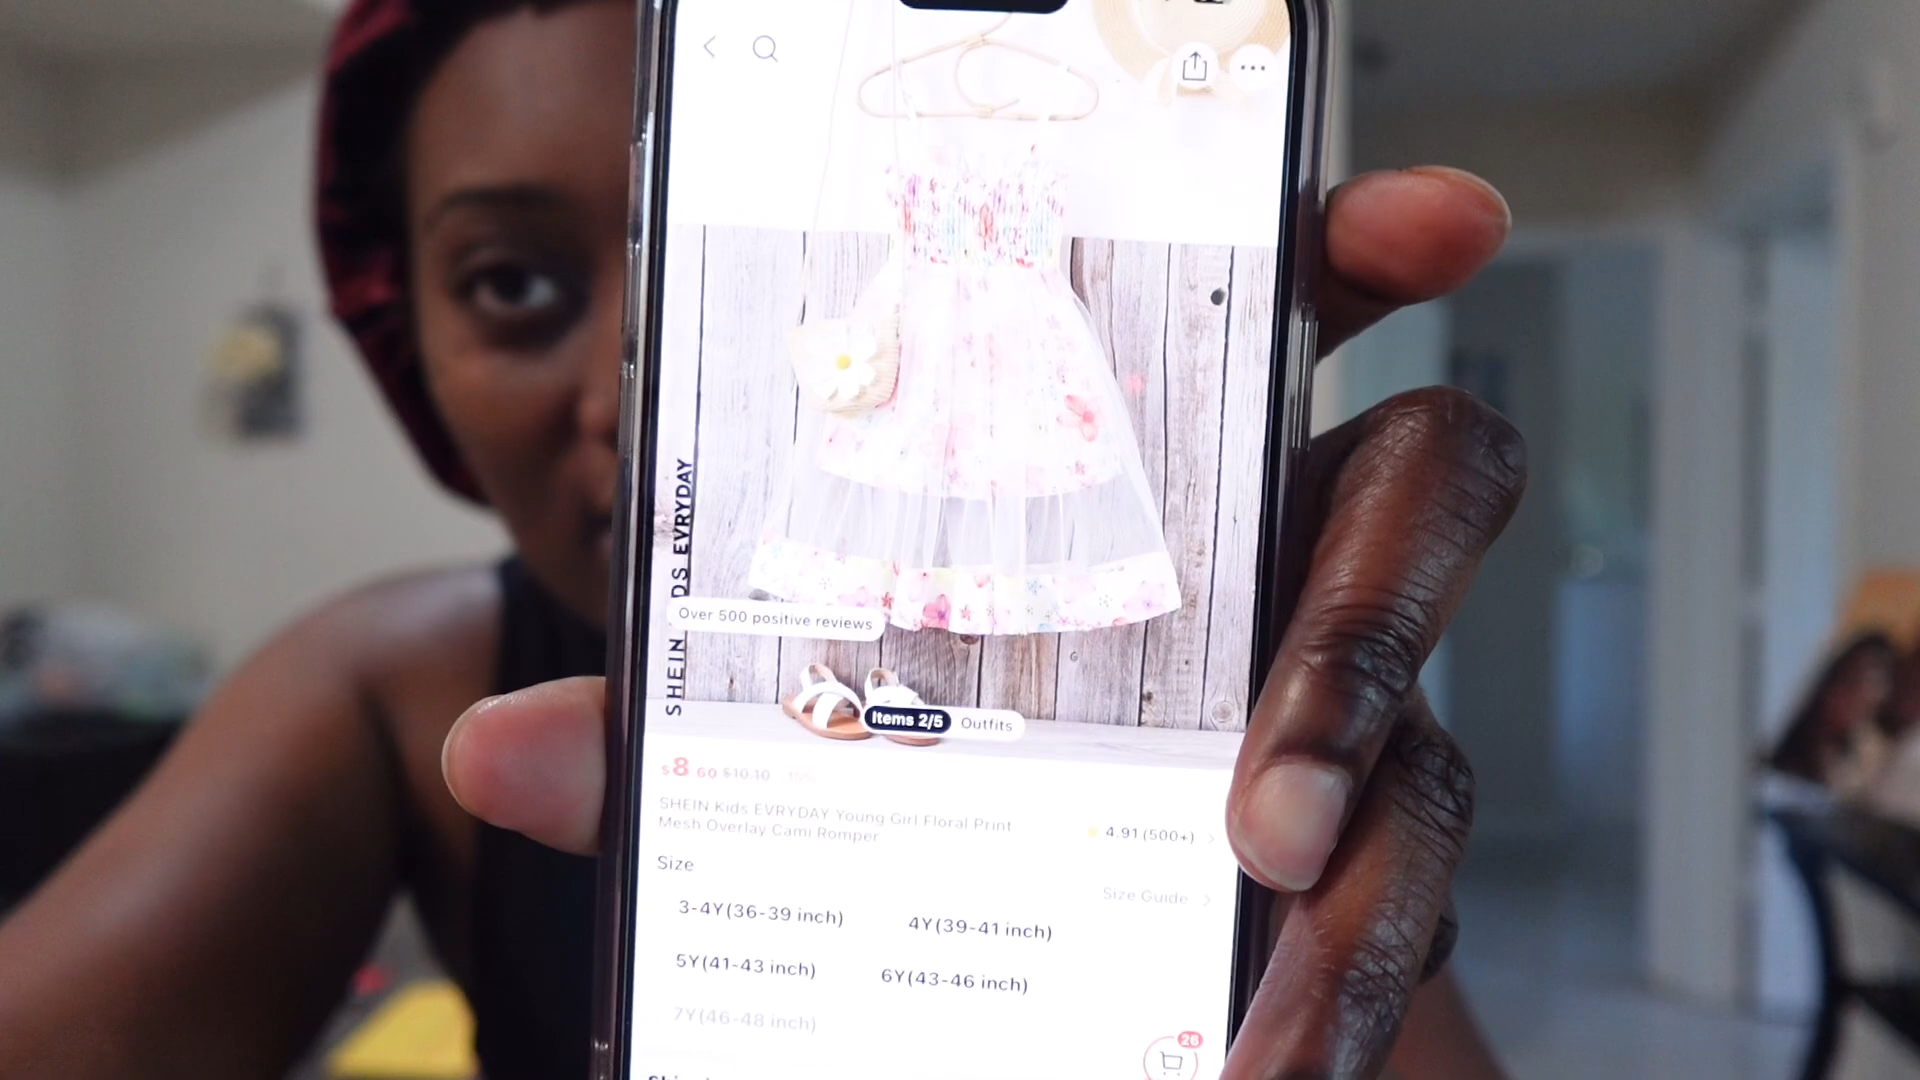 SHEIN KIDS EVRYDAY
Over 500 positive reviews
Items 2/5 Outfits
$8.60 $10.10
SHEIN Kids EVRYDAY Young Girl Floral Print
Mesh Overlay Cami Romper
4.91 (500+)
Size
Size Guide
3-4Y(36-39 inch) 4Y(39-41 inch)
5Y(41-43 inch) 6Y(43-46 inch)
7Y(46-48 inch)